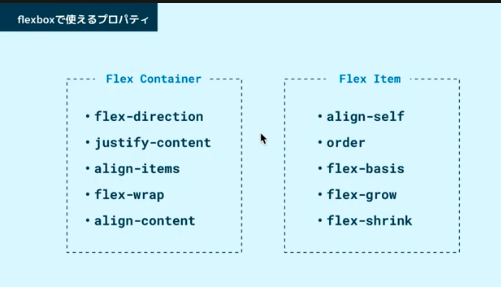 flexboxで使えるプロパティ
Flex Container
・flex-direction
・justify-content
・align-items
・flex-wrap
・align-content
Flex Item
・align-self
・order
・flex-basis
・flex-grow
・flex-shrink